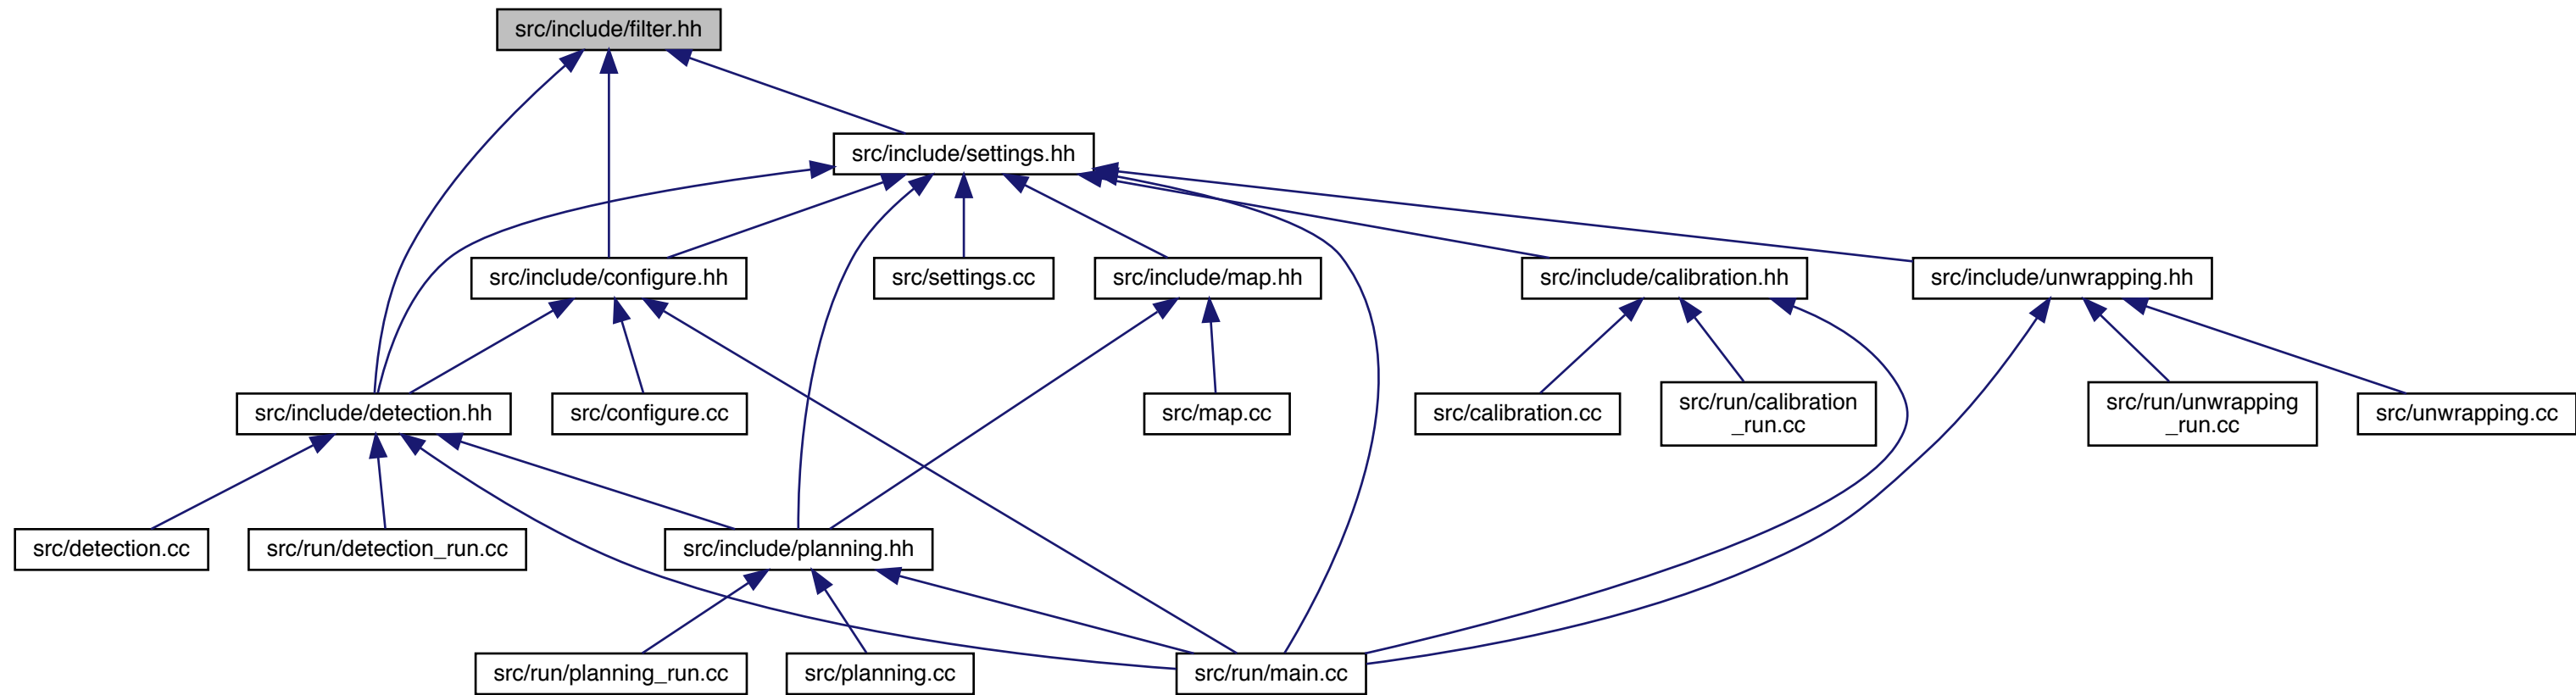 src/include/filter.hh
src/include/settings.hh
src/include/configure.hh
src/settings.cc
src/include/map.hh
src/include/calibration.hh
src/include/unwrapping.hh
src/include/detection.hh
src/configure.cc
src/map.cc
src/calibration.cc
src/run/calibration
_run.cc
src/run/unwrapping
_run.cc
src/unwrapping.cc
src/detection.cc
src/run/detection_run.cc
src/include/planning.hh
src/run/planning_run.cc
src/planning.cc
src/run/main.cc